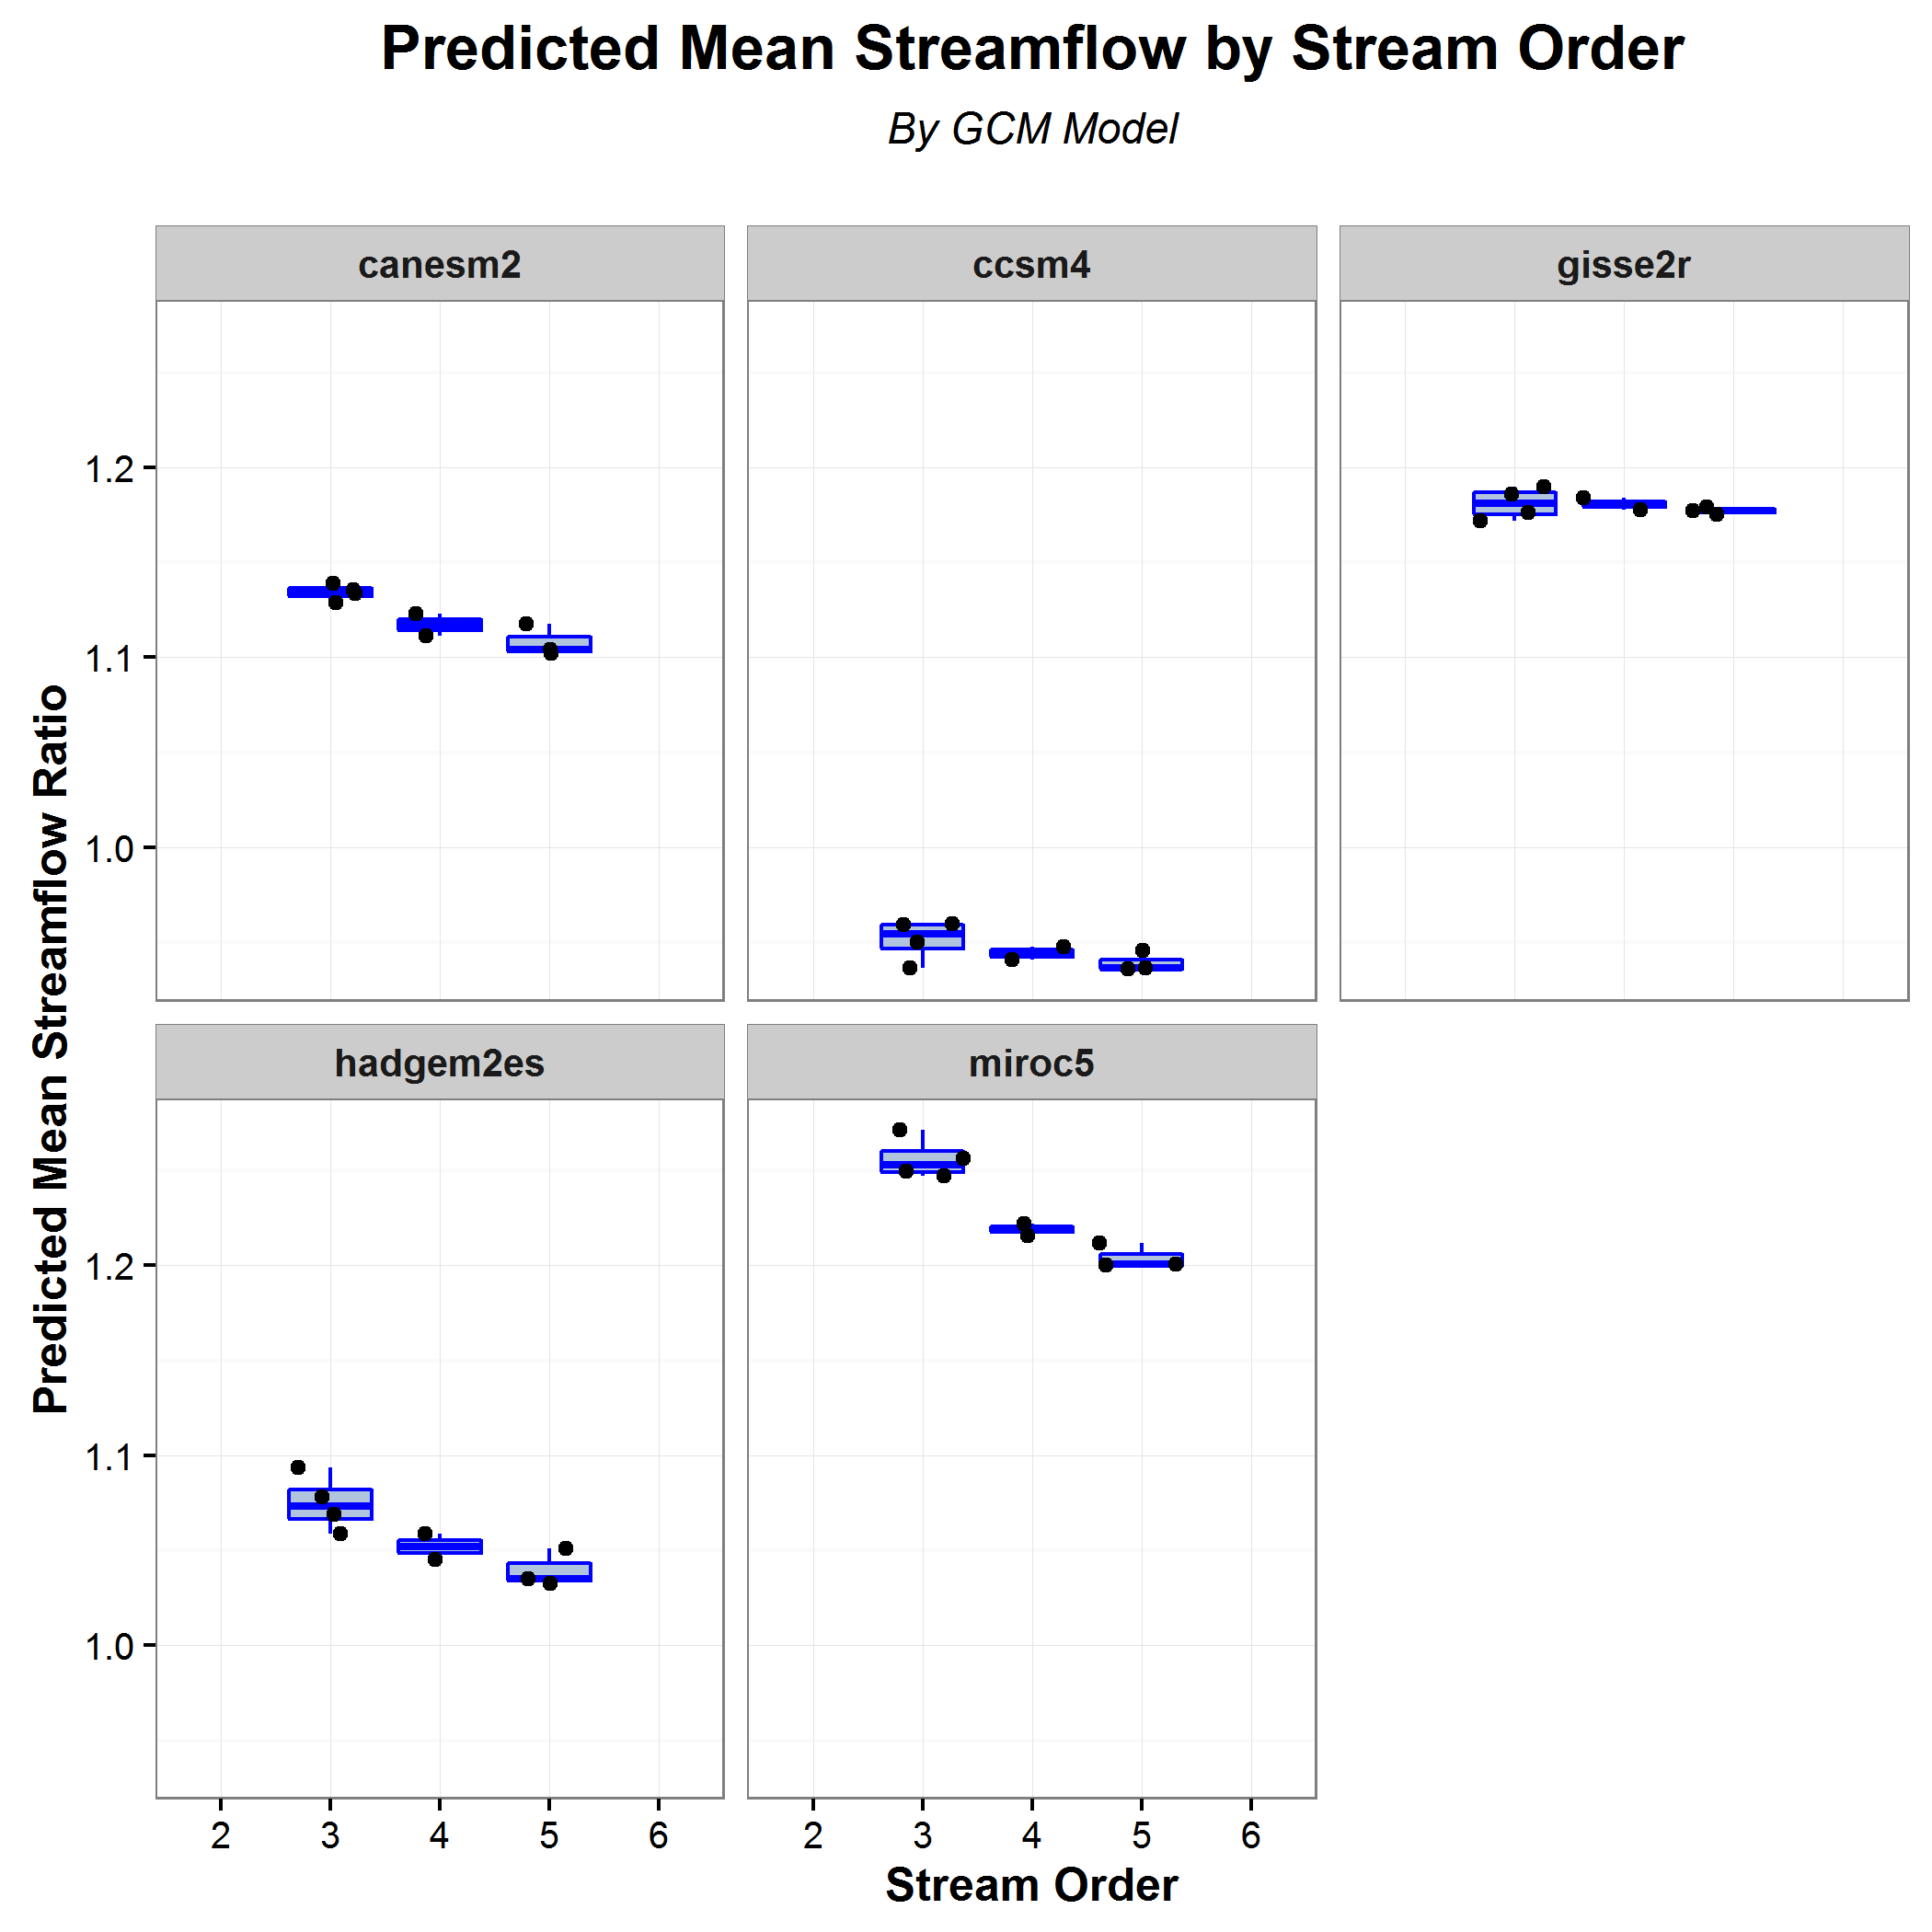 Predicted Mean Streamflow by Stream Order
By GCM Model
canesm2
ccsm4
gisse2r
1.2
1.1
1.0
Predicted Mean Streamflow Ratio
hadgem2es
miroc5
1.2
1.1
1.0
2 3 4 5 6
2 3 4 5 6
Stream Order